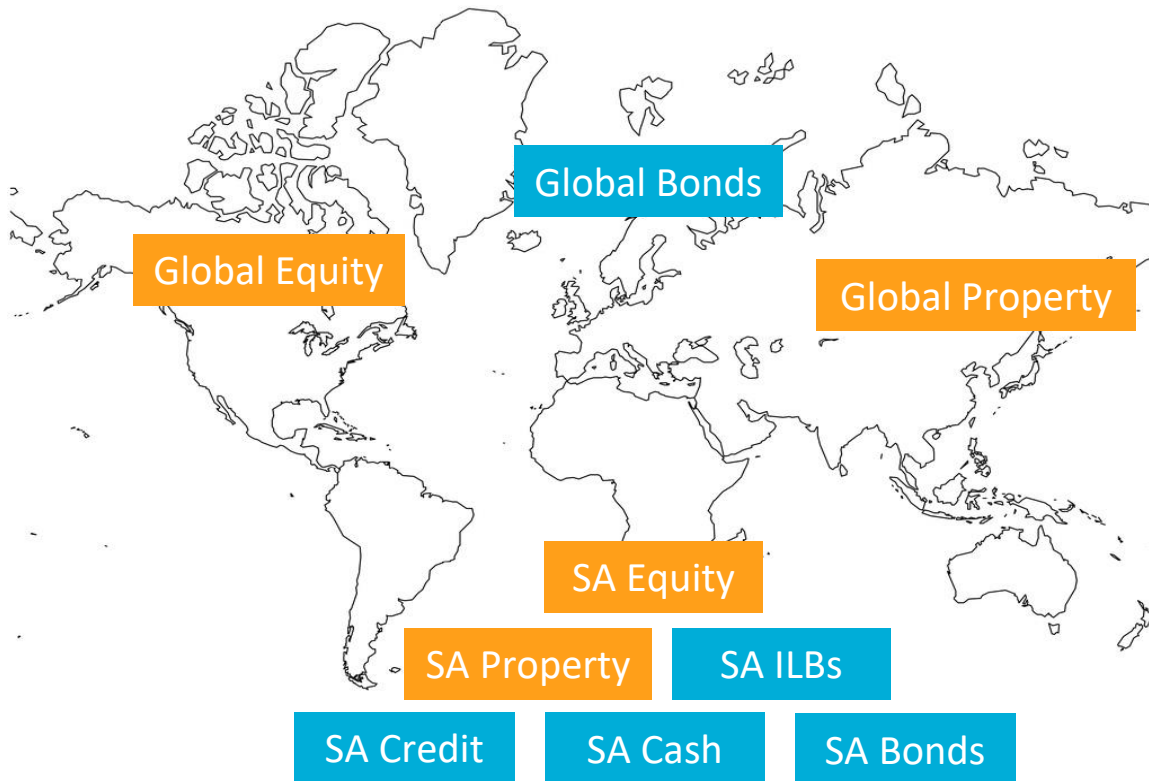 Global Bonds
Global Equity
Global Property
SA Equity
SA Property
SA ILBs
SA Credit
SA Cash
SA Bonds